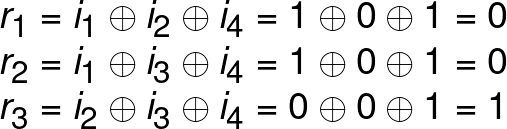 r₁ = i₁ ⊕ i₂ ⊕ i₄ = 1 ⊕ 0 ⊕ 1 = 0
r₂ = i₁ ⊕ i₃ ⊕ i₄ = 1 ⊕ 0 ⊕ 1 = 0
r₃ = i₂ ⊕ i₃ ⊕ i₄ = 0 ⊕ 0 ⊕ 1 = 1